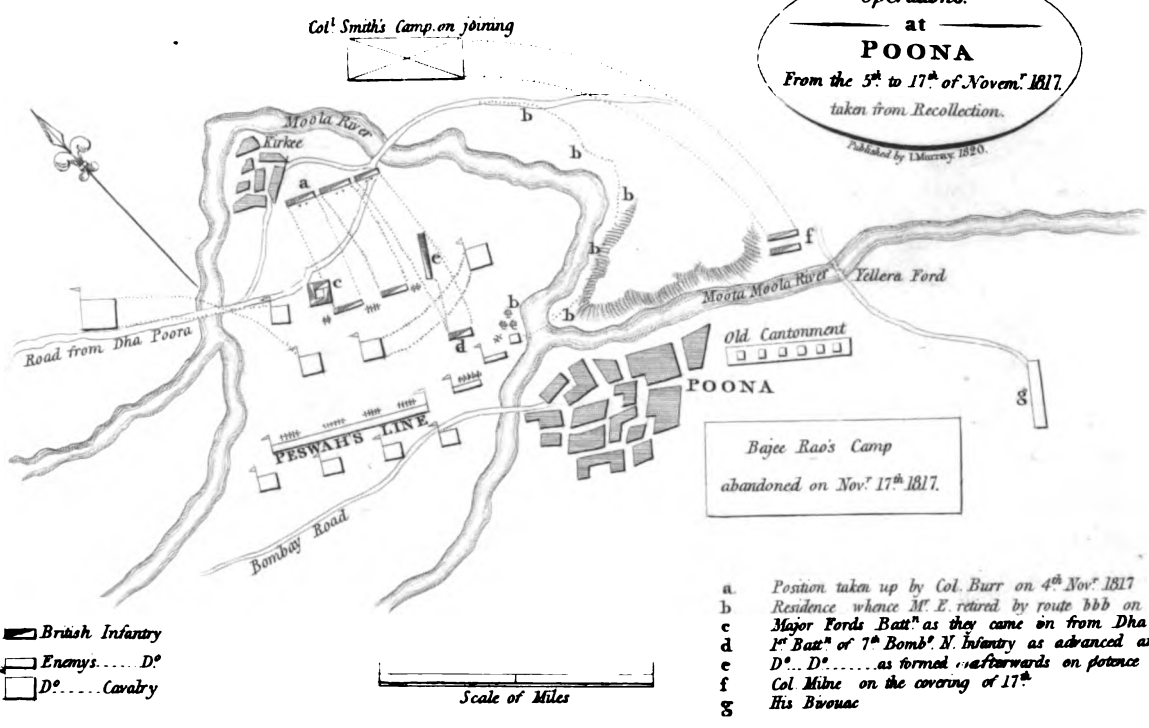 Operations.
at
POONA
From the 5th to 17th of Novemr 1817.
taken from Recollection.
Published by I. Murray. 1820.
Coll Smith's Camp on joining
Moola River
Kirkee
a
b
b
b
b
b
b
c
e
d
f
Moota Moola River
Yellera Ford
Road from Dha Poora
Old Cantonment
POONA
g
PESWAH'S LINE
Bombay Road
Bajee Rao's Camp
abandoned on Novr 17th 1817.
British Infantry
Enemys..... Do
Do..... Cavalry
Scale of Miles
a Position taken up by Col. Burr on 4th Novr 1817
b Residence whence Mr E. retired by route bbb on
c Major Fords Battn as they came on from Dha
d 1st Battn of 7th Bombe N. Infantry as advanced
e Do... Do...... as formed afterwards on potence
f Col. Milne on the covering of 17th
g His Bivouac